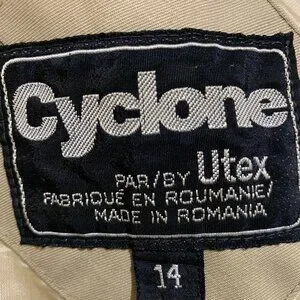 Cyclone
PAR/BY Utex
FABRIQUÉ EN ROUMANIE/
MADE IN ROMANIA
14